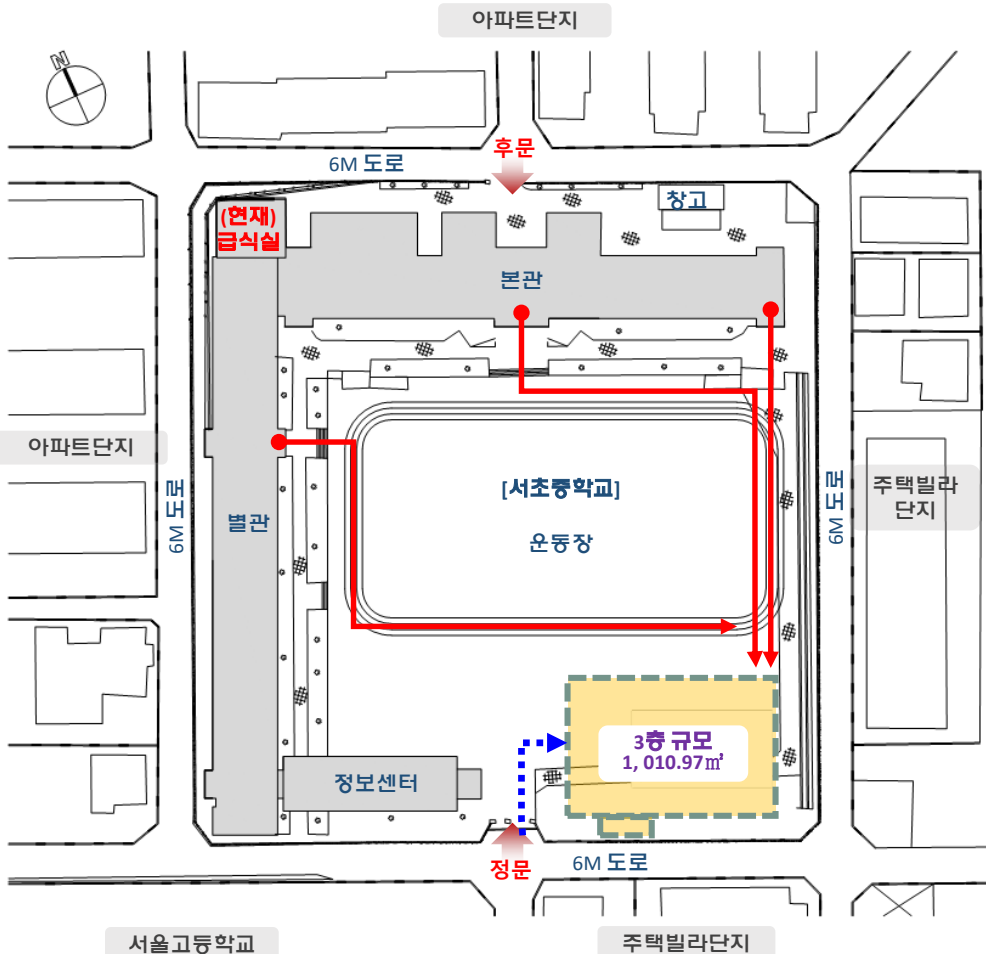 아파트단지
N
후문
6M 도로
(현재)
급식실
창고
본관
아파트단지
[서초중학교]
운동장
별관
6M 도로
6M 도로
주택빌라
단지
3층 규모
1, 010.97㎡
정보센터
정문
6M 도로
서울고등학교
주택빌라단지